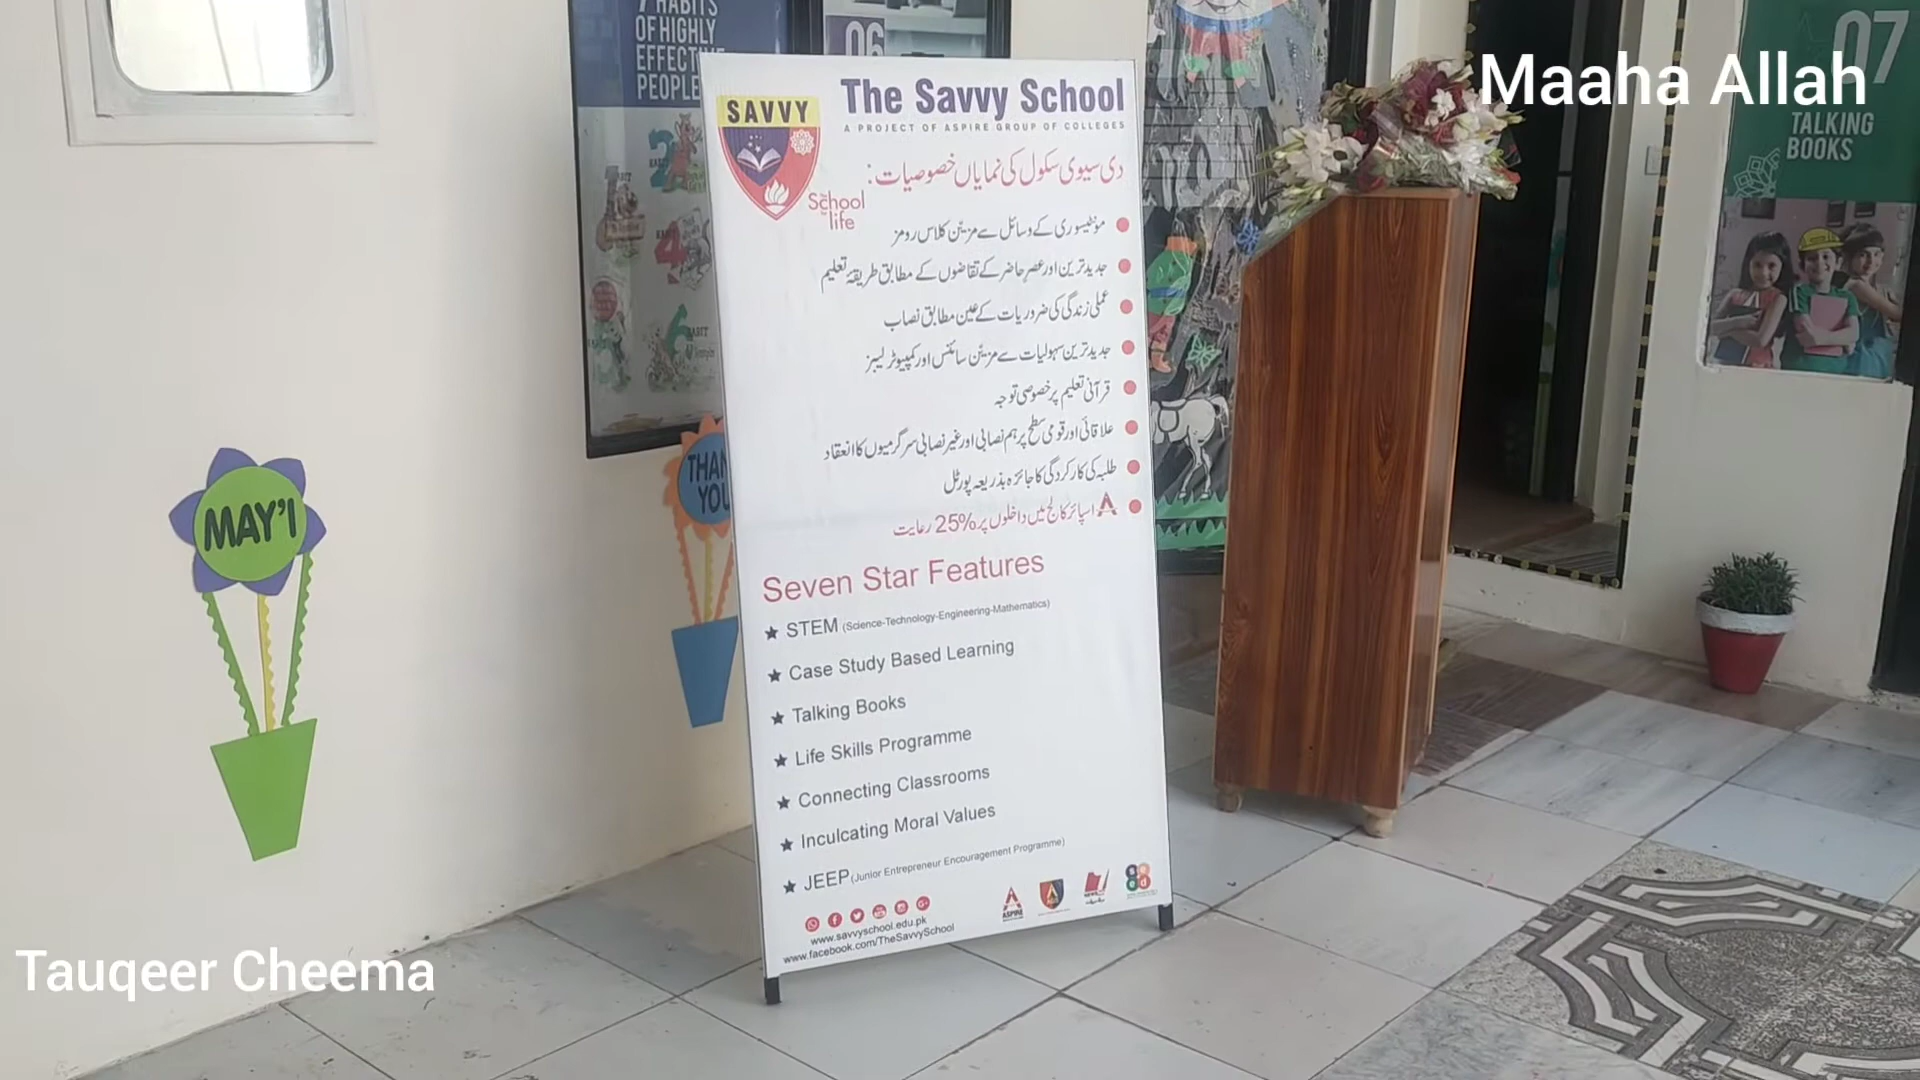 7 HABITS
OF HIGHLY
EFFECTIVE
PEOPLE
06
Maaha Allah
07
TALKING
BOOKS
SAVVY
The Savvy School
A PROJECT OF ASPIRE GROUP OF COLLEGES
School
life
دی سیوی سکول کی نمایاں خصوصیات:
مونٹیسوری کے وسائل سے مزیّن کلاس رومز
جدید ترین اور عصرِ حاضر کے تقاضوں کے مطابق طریقۂ تعلیم
عملی زندگی کی ضروریات کے عین مطابق نصاب
جدید ترین سہولیات سے مزیّن سائنس اور کمپیوٹر لیبز
قرآنی تعلیم پر خصوصی توجہ
علاقائی اور قومی سطح پر ہم نصابی اور غیر نصابی سرگرمیوں کا انعقاد
طلبہ کی کارکردگی کا جائزہ بذریعہ پورٹل
اسپائر کالج میں داخلوں پر 25% رعایت
Seven Star Features
STEM (Science-Technology-Engineering-Mathematics)
Case Study Based Learning
Talking Books
Life Skills Programme
Connecting Classrooms
Inculcating Moral Values
JEEP (Junior Entrepreneur Encouragement Programme)
www.savvyschool.edu.pk
www.facebook.com/TheSavvySchool
ASPIRE
MAY'I
THAN
YOU
Tauqeer Cheema